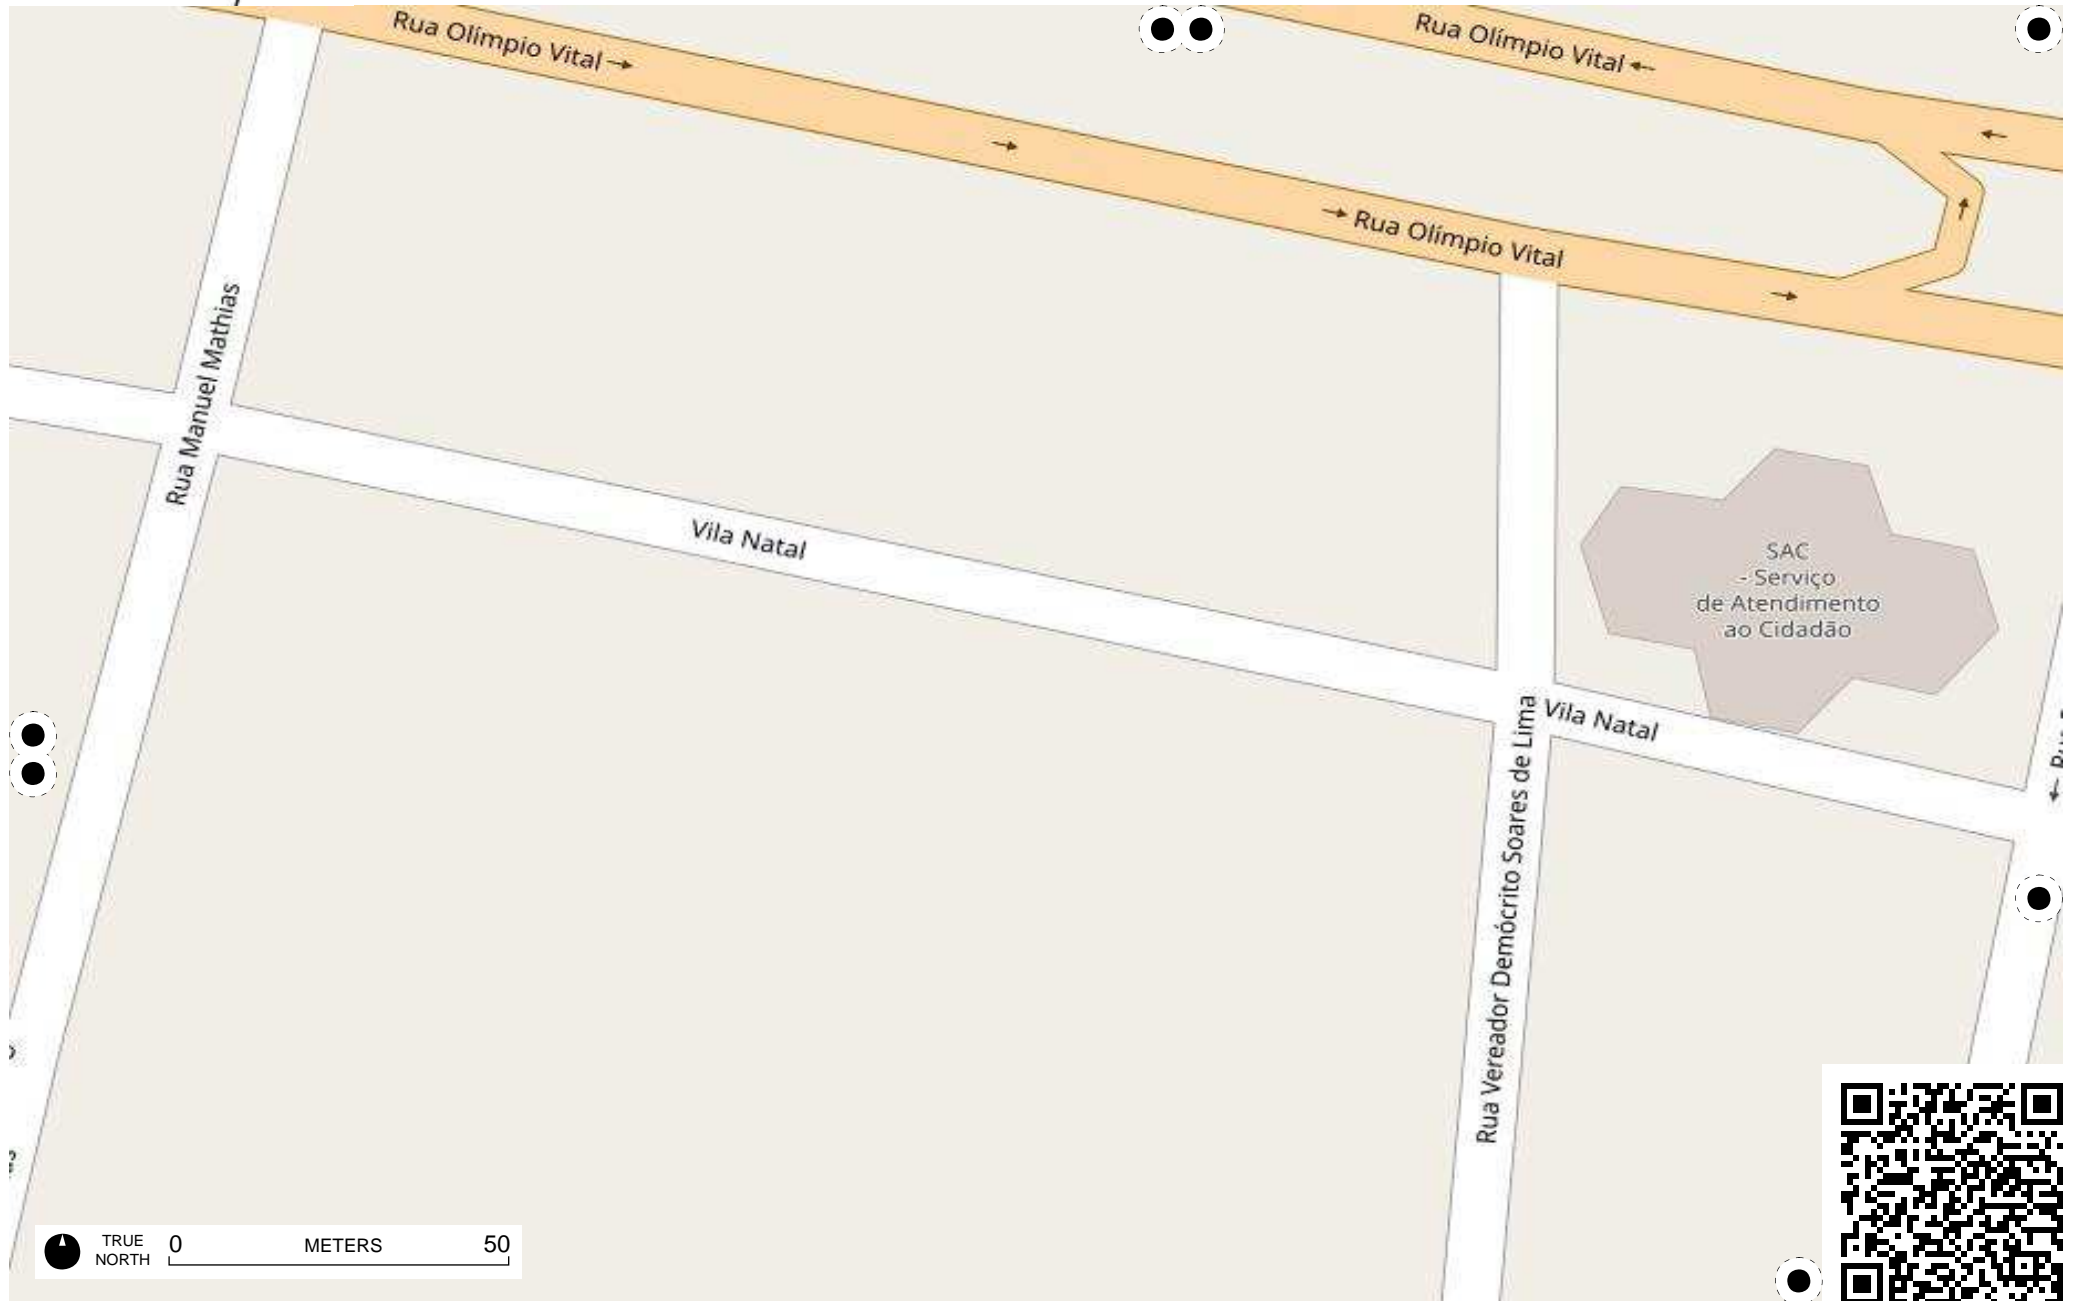 Rua Olímpio Vital
Rua Olímpio Vital
Rua Olímpio Vital
Rua Manuel Mathias
Vila Natal
SAC
- Serviço
de Atendimento
ao Cidadão
Vila Natal
Rua Vereador Demócrito Soares de Lima
TRUE
NORTH
0 METERS 50